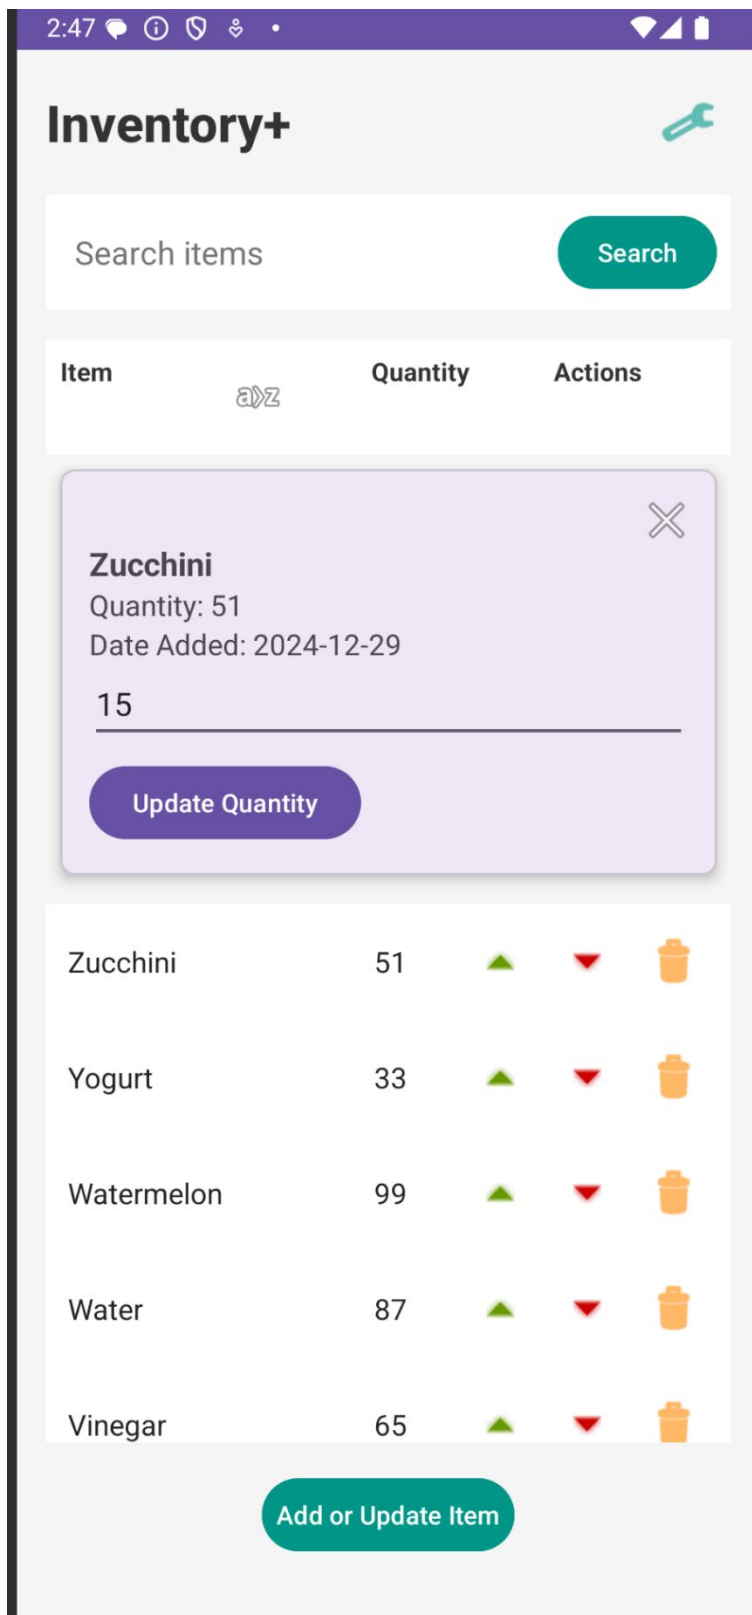 2:47
Inventory+
Search items Search
Item a》z Quantity Actions
Zucchini
Quantity: 51
Date Added: 2024-12-29
15
Update Quantity
Zucchini 51
Yogurt 33
Watermelon 99
Water 87
Vinegar 65
Add or Update Item